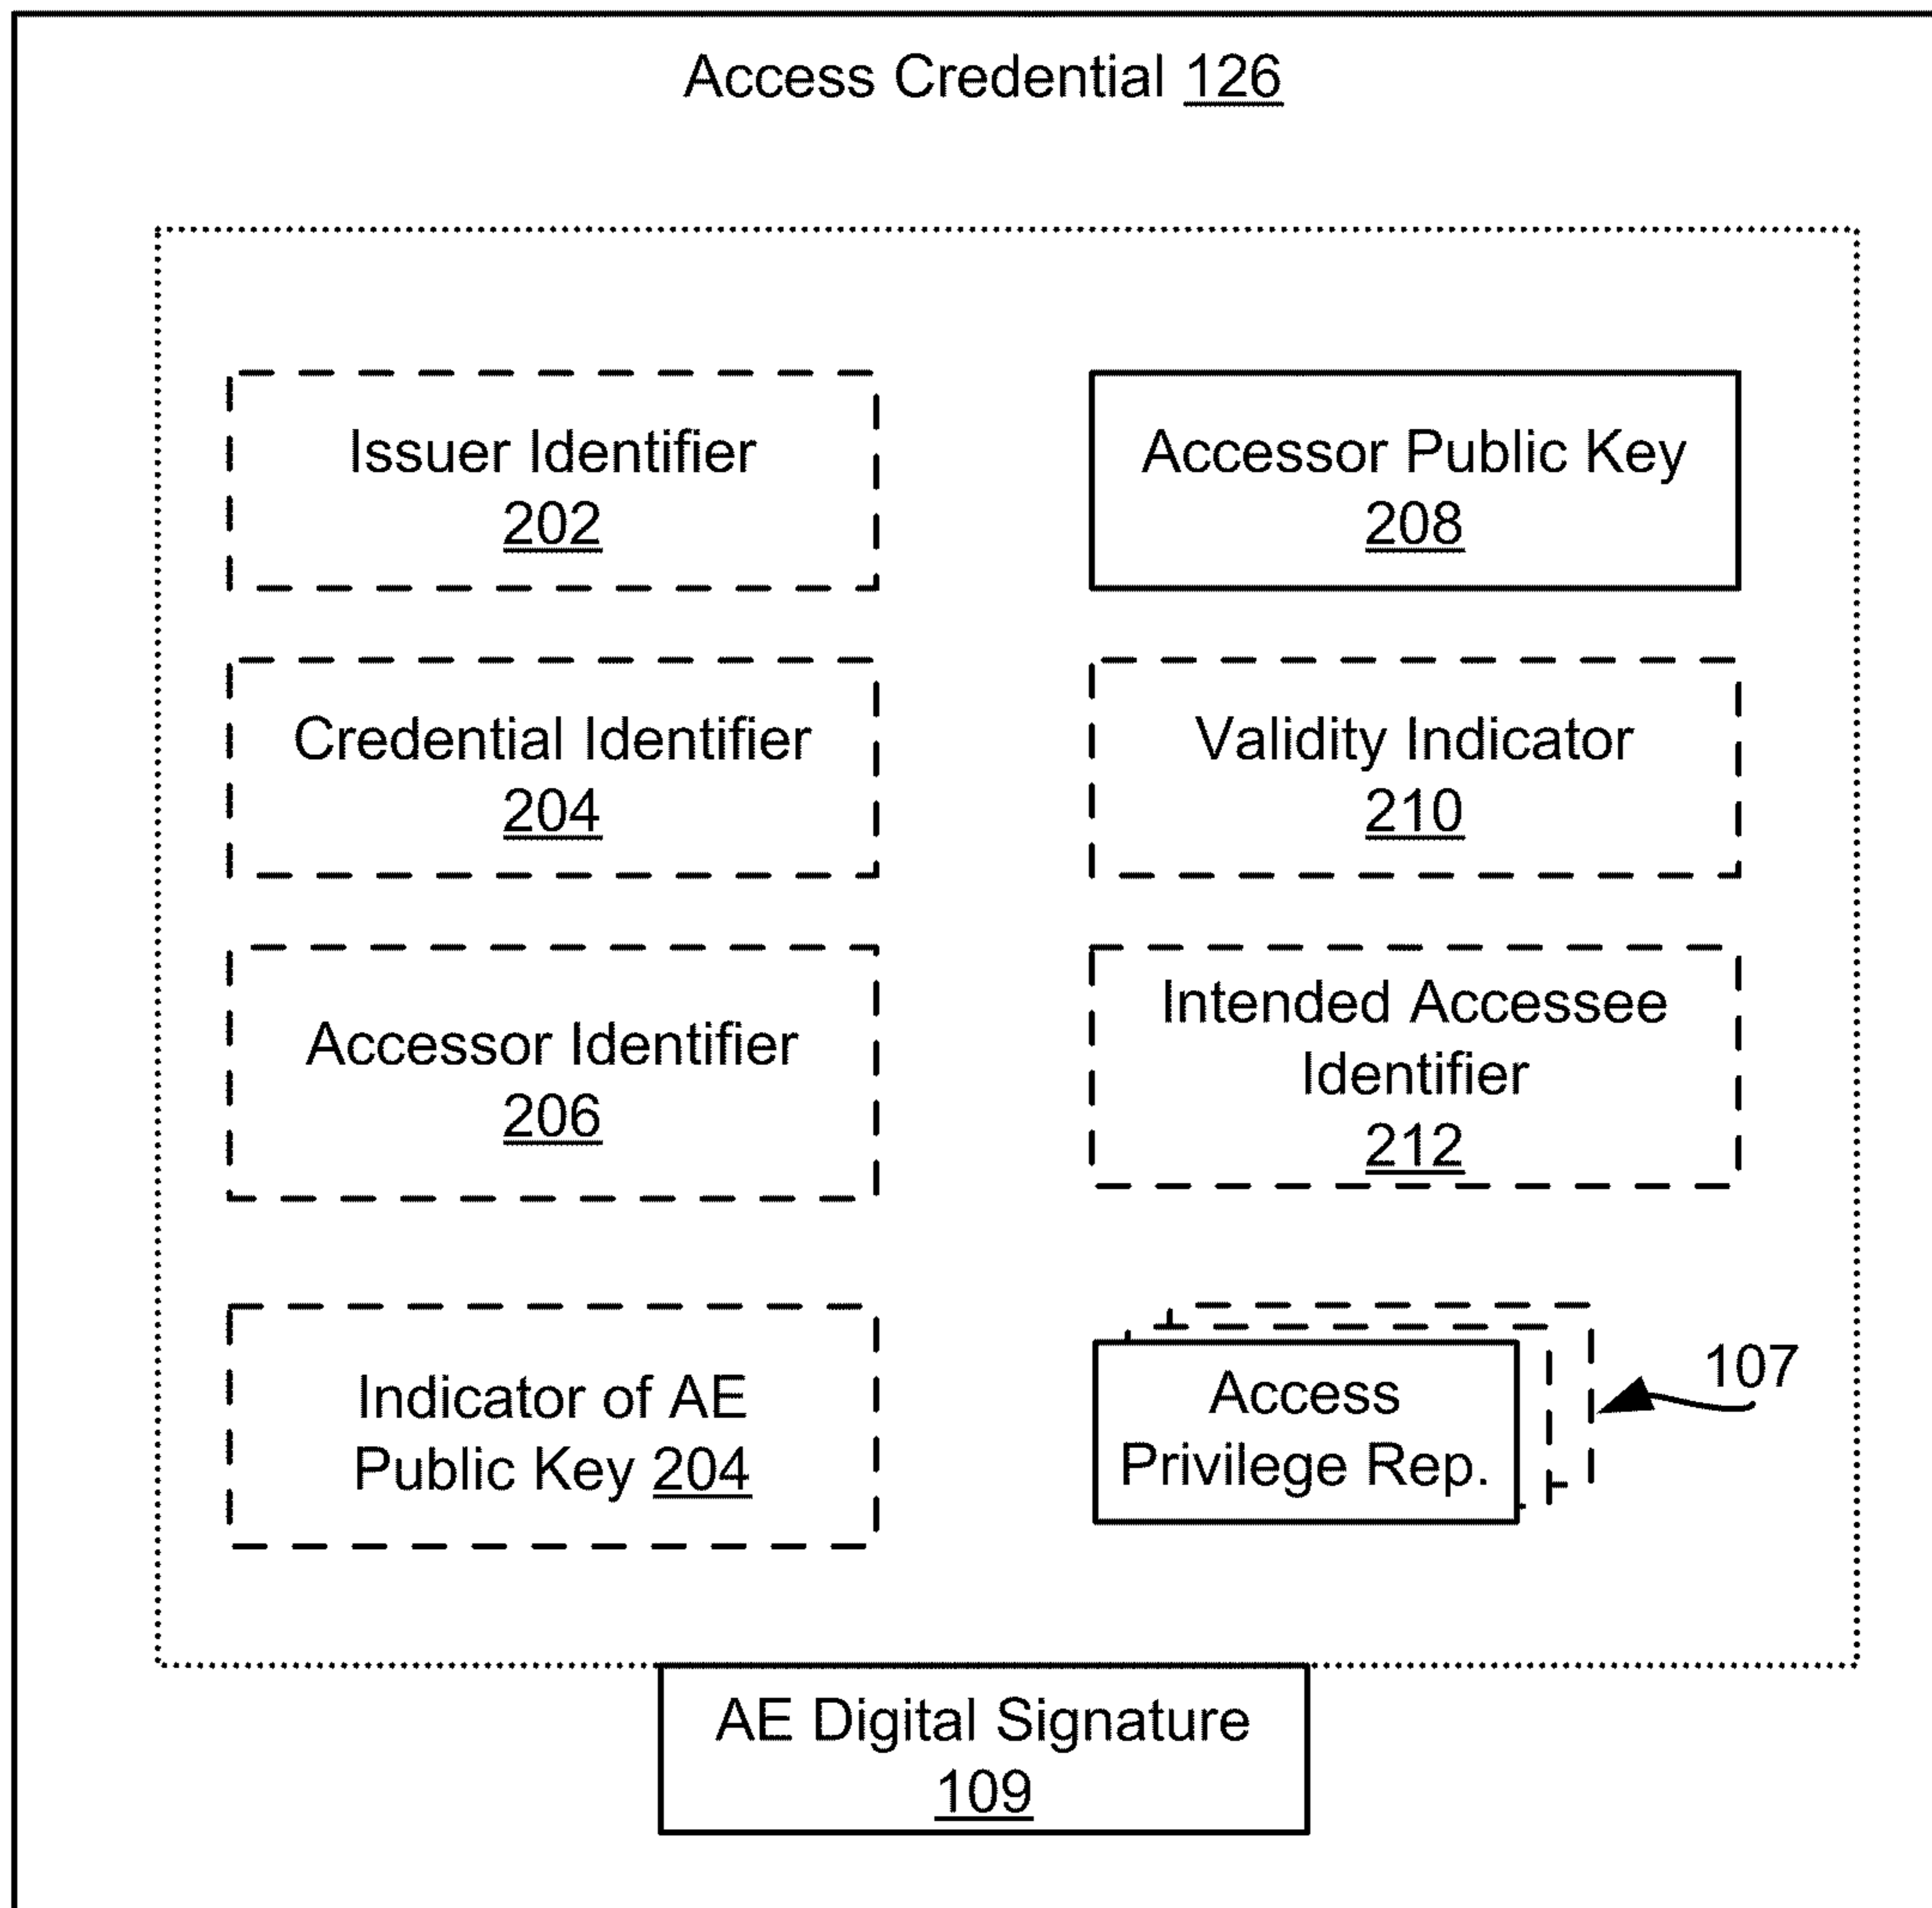 Access Credential 126
Issuer Identifier
202
Accessor Public Key
208
Credential Identifier
204
Validity Indicator
210
Accessor Identifier
206
Intended Accessee
Identifier
212
Indicator of AE
Public Key 204
Access
Privilege Rep.
107
AE Digital Signature
109